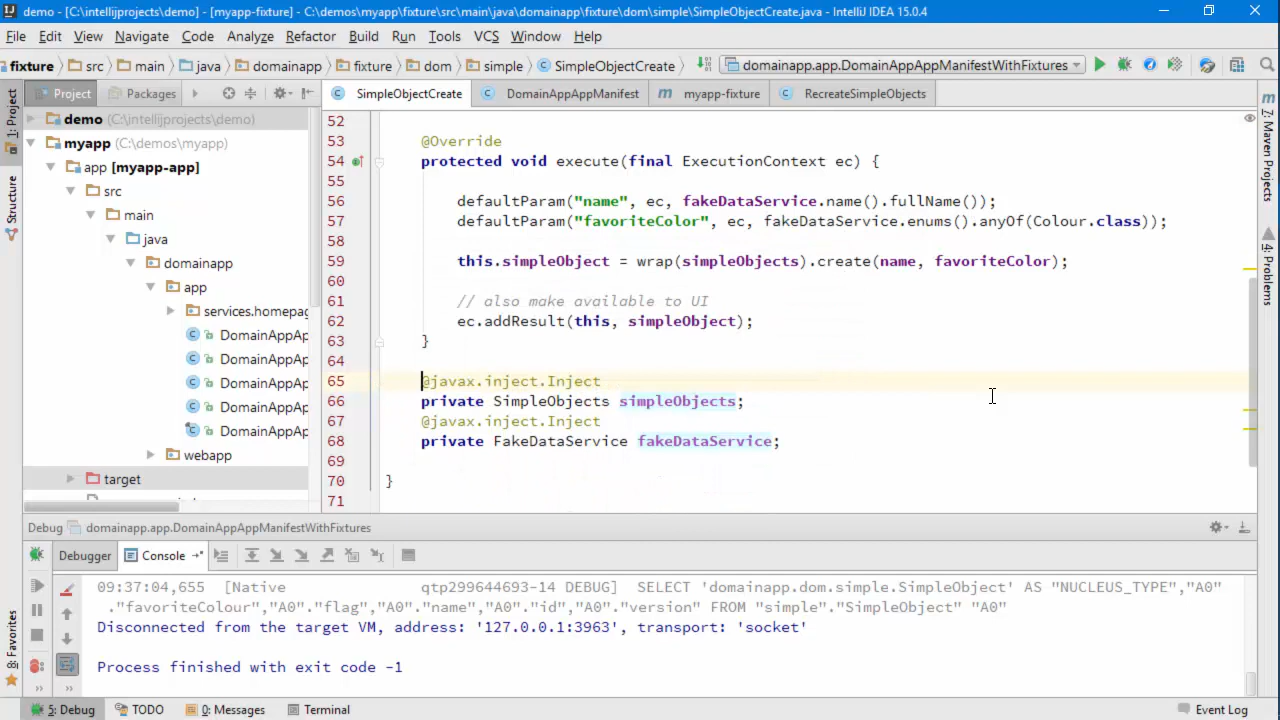 demo - [C:\intellijprojects\demo] - [myapp-fixture] - C:\demos\myapp\fixture\src\main\java\domainapp\fixture\dom\simple\SimpleObjectCreate.java - IntelliJ IDEA 15.0.4
File Edit View Navigate Code Analyze Refactor Build Run Tools VCS Window Help
fixture src main java domainapp fixture dom simple SimpleObjectCreate domainapp.app.DomainAppAppManifestWithFixtures
Project Packages SimpleObjectCreate DomainAppAppManifest myapp-fixture RecreateSimpleObjects
1: Project
Structure
8: Favorites
demo (C:\intellijprojects\demo)
myapp (C:\demos\myapp)
app [myapp-app]
src
main
java
domainapp
app
services.homepag
DomainAppAp
DomainAppAp
DomainAppAp
DomainAppAp
DomainAppAp
webapp
target
52
53 @Override
54 protected void execute(final ExecutionContext ec) {
55
56 defaultParam("name", ec, fakeDataService.name().fullName());
57 defaultParam("favoriteColor", ec, fakeDataService.enums().anyOf(Colour.class));
58
59 this.simpleObject = wrap(simpleObjects).create(name, favoriteColor);
60
61 // also make available to UI
62 ec.addResult(this, simpleObject);
63 }
64
65 @javax.inject.Inject
66 private SimpleObjects simpleObjects;
67 @javax.inject.Inject
68 private FakeDataService fakeDataService;
69
70 }
71
Maven Projects
4: Problems
Debug domainapp.app.DomainAppAppManifestWithFixtures
Debugger Console
09:37:04,655 [Native qtp299644693-14 DEBUG] SELECT 'domainapp.dom.simple.SimpleObject' AS "NUCLEUS_TYPE","A0"
."favoriteColour","A0"."flag","A0"."name","A0"."id","A0"."version" FROM "simple"."SimpleObject" "A0"
Disconnected from the target VM, address: '127.0.0.1:3963', transport: 'socket'
Process finished with exit code -1
5: Debug TODO 0: Messages Terminal Event Log